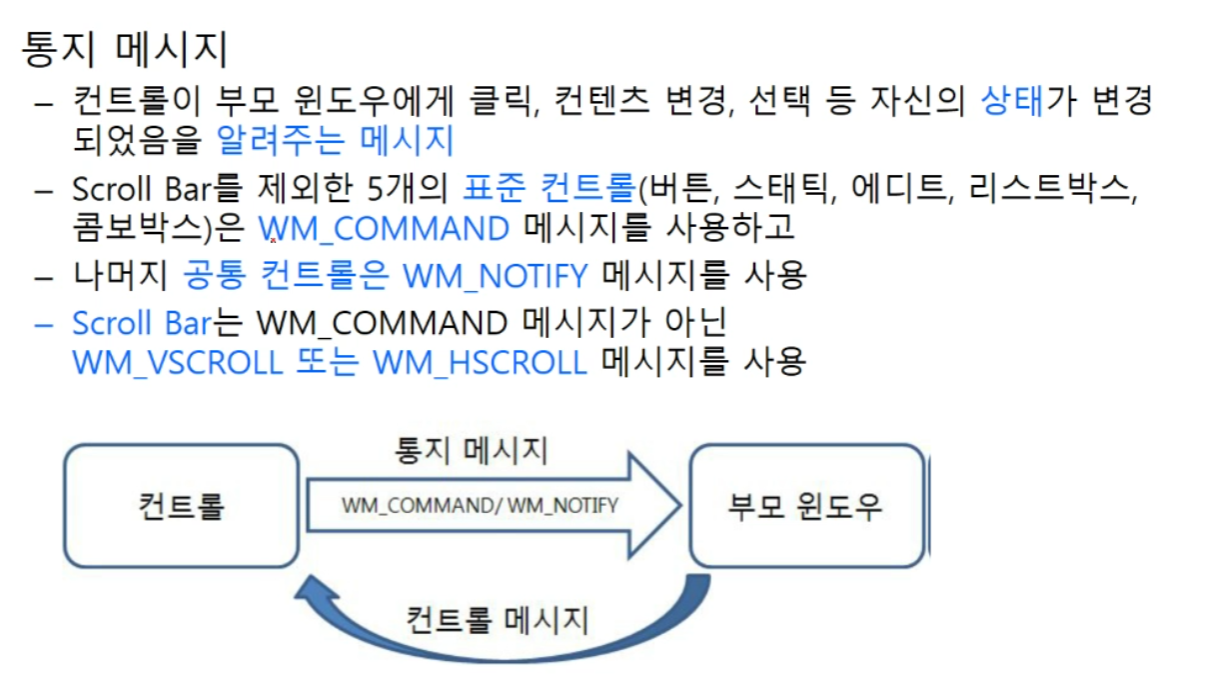 통지 메시지
– 컨트롤이 부모 윈도우에게 클릭, 컨텐츠 변경, 선택 등 자신의 상태가 변경
되었음을 알려주는 메시지
– Scroll Bar를 제외한 5개의 표준 컨트롤(버튼, 스태틱, 에디트, 리스트박스,
콤보박스)은 WM_COMMAND 메시지를 사용하고
– 나머지 공통 컨트롤은 WM_NOTIFY 메시지를 사용
– Scroll Bar는 WM_COMMAND 메시지가 아닌
WM_VSCROLL 또는 WM_HSCROLL 메시지를 사용
통지 메시지
컨트롤
WM_COMMAND/ WM_NOTIFY
부모 윈도우
컨트롤 메시지